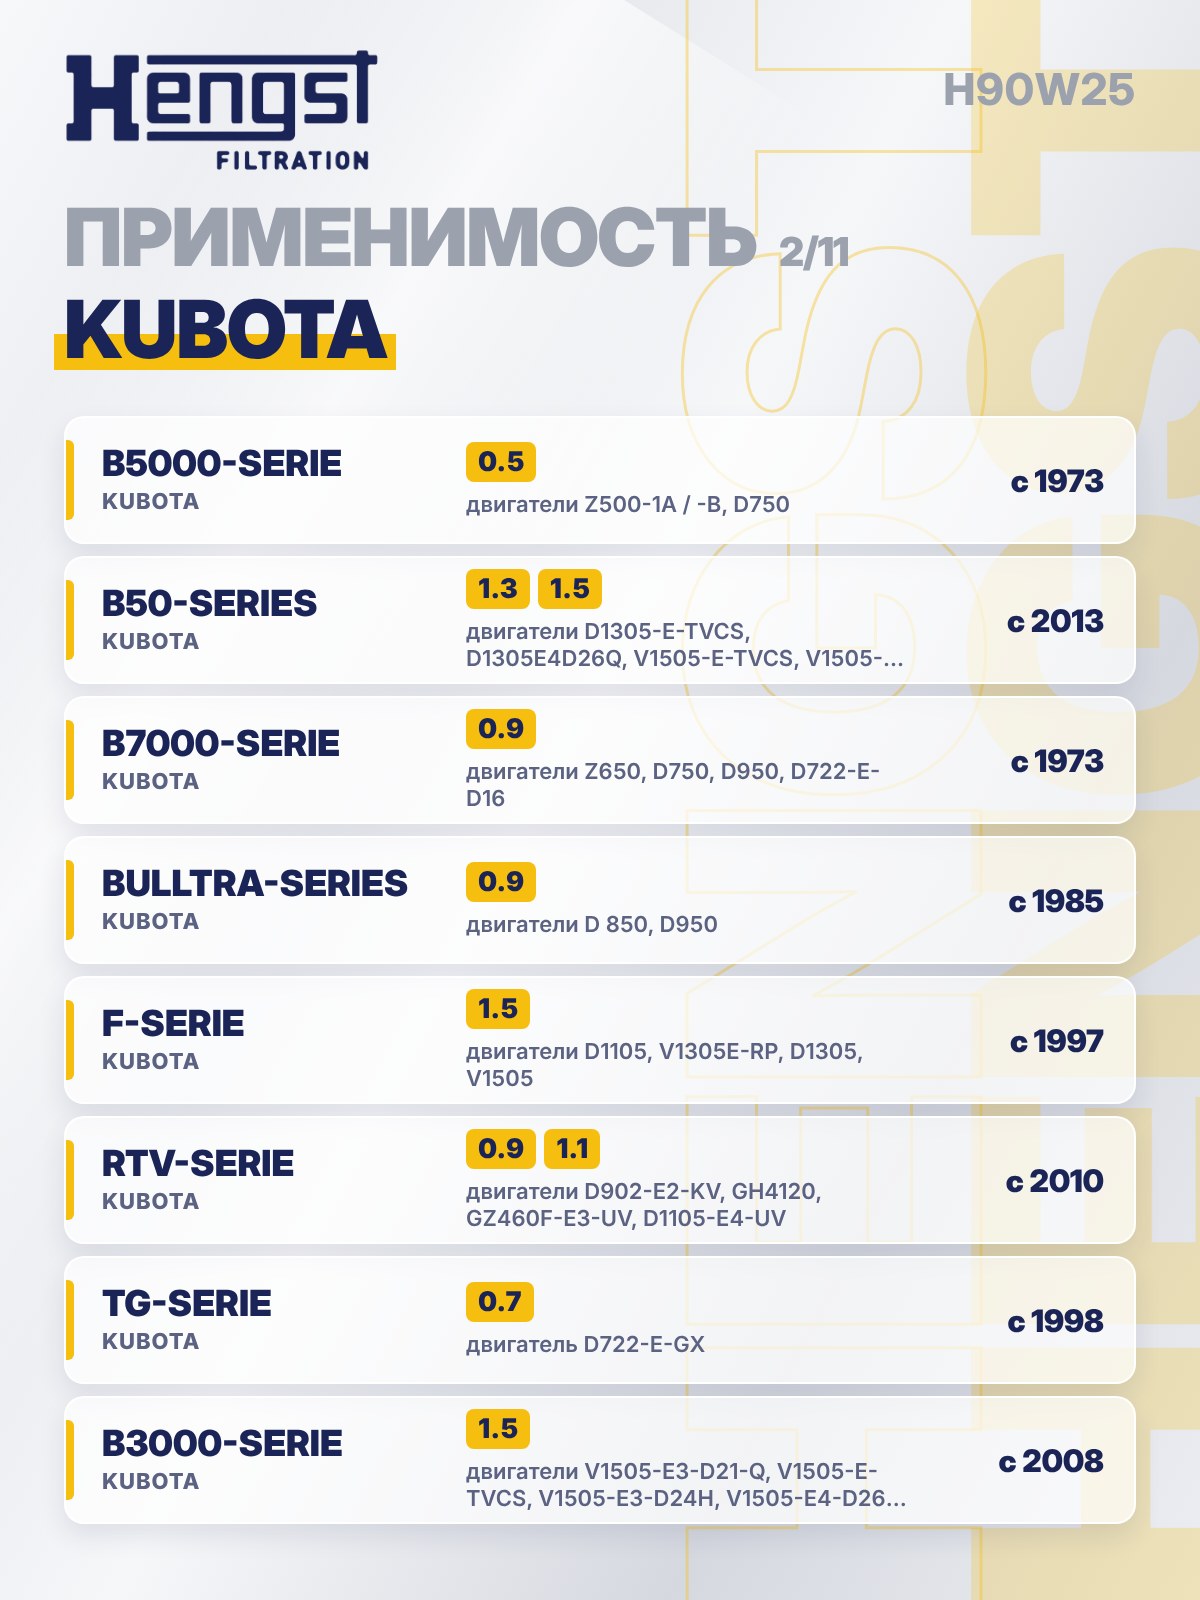 Hengst
FILTRATION
H90W25
ПРИМЕНИМОСТЬ 2/11
KUBOTA
B5000-SERIE
KUBOTA
0.5
двигатели Z500-1A / -B, D750
с 1973
B50-SERIES
KUBOTA
1.3 1.5
двигатели D1305-E-TVCS,
D1305E4D26Q, V1505-E-TVCS, V1505-...
с 2013
B7000-SERIE
KUBOTA
0.9
двигатели Z650, D750, D950, D722-E-
D16
с 1973
BULLTRA-SERIES
KUBOTA
0.9
двигатели D 850, D950
с 1985
F-SERIE
KUBOTA
1.5
двигатели D1105, V1305E-RP, D1305,
V1505
с 1997
RTV-SERIE
KUBOTA
0.9 1.1
двигатели D902-E2-KV, GH4120,
GZ460F-E3-UV, D1105-E4-UV
с 2010
TG-SERIE
KUBOTA
0.7
двигатель D722-E-GX
с 1998
B3000-SERIE
KUBOTA
1.5
двигатели V1505-E3-D21-Q, V1505-E-
TVCS, V1505-E3-D24H, V1505-E4-D26...
с 2008
HENGST
HENGST